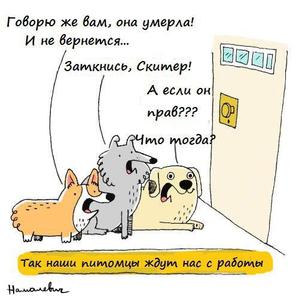 Говорю же вам, она умерла!
И не вернется...
Заткнись, Скитер!
А если он
прав???
Что тогда?
Так наши питомцы ждут нас с работы